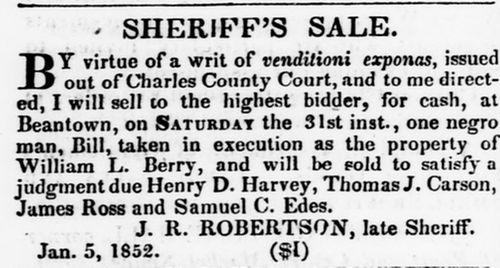 SHERIFF'S SALE.
BY virtue of a writ of venditioni exponas, issued
out of Charles County Court, and to me direct-
ed, I will sell to the highest bidder, for cash, at
Beantown, on SATURDAY the 31st inst., one negro
man, Bill, taken in execution as the property of
William L. Berry, and will be sold to satisfy a
judgment due Henry D. Harvey, Thomas J. Carson,
James Ross and Samuel C. Edes.
J. R. ROBERTSON, late Sheriff.
Jan. 5, 1852. ($I)